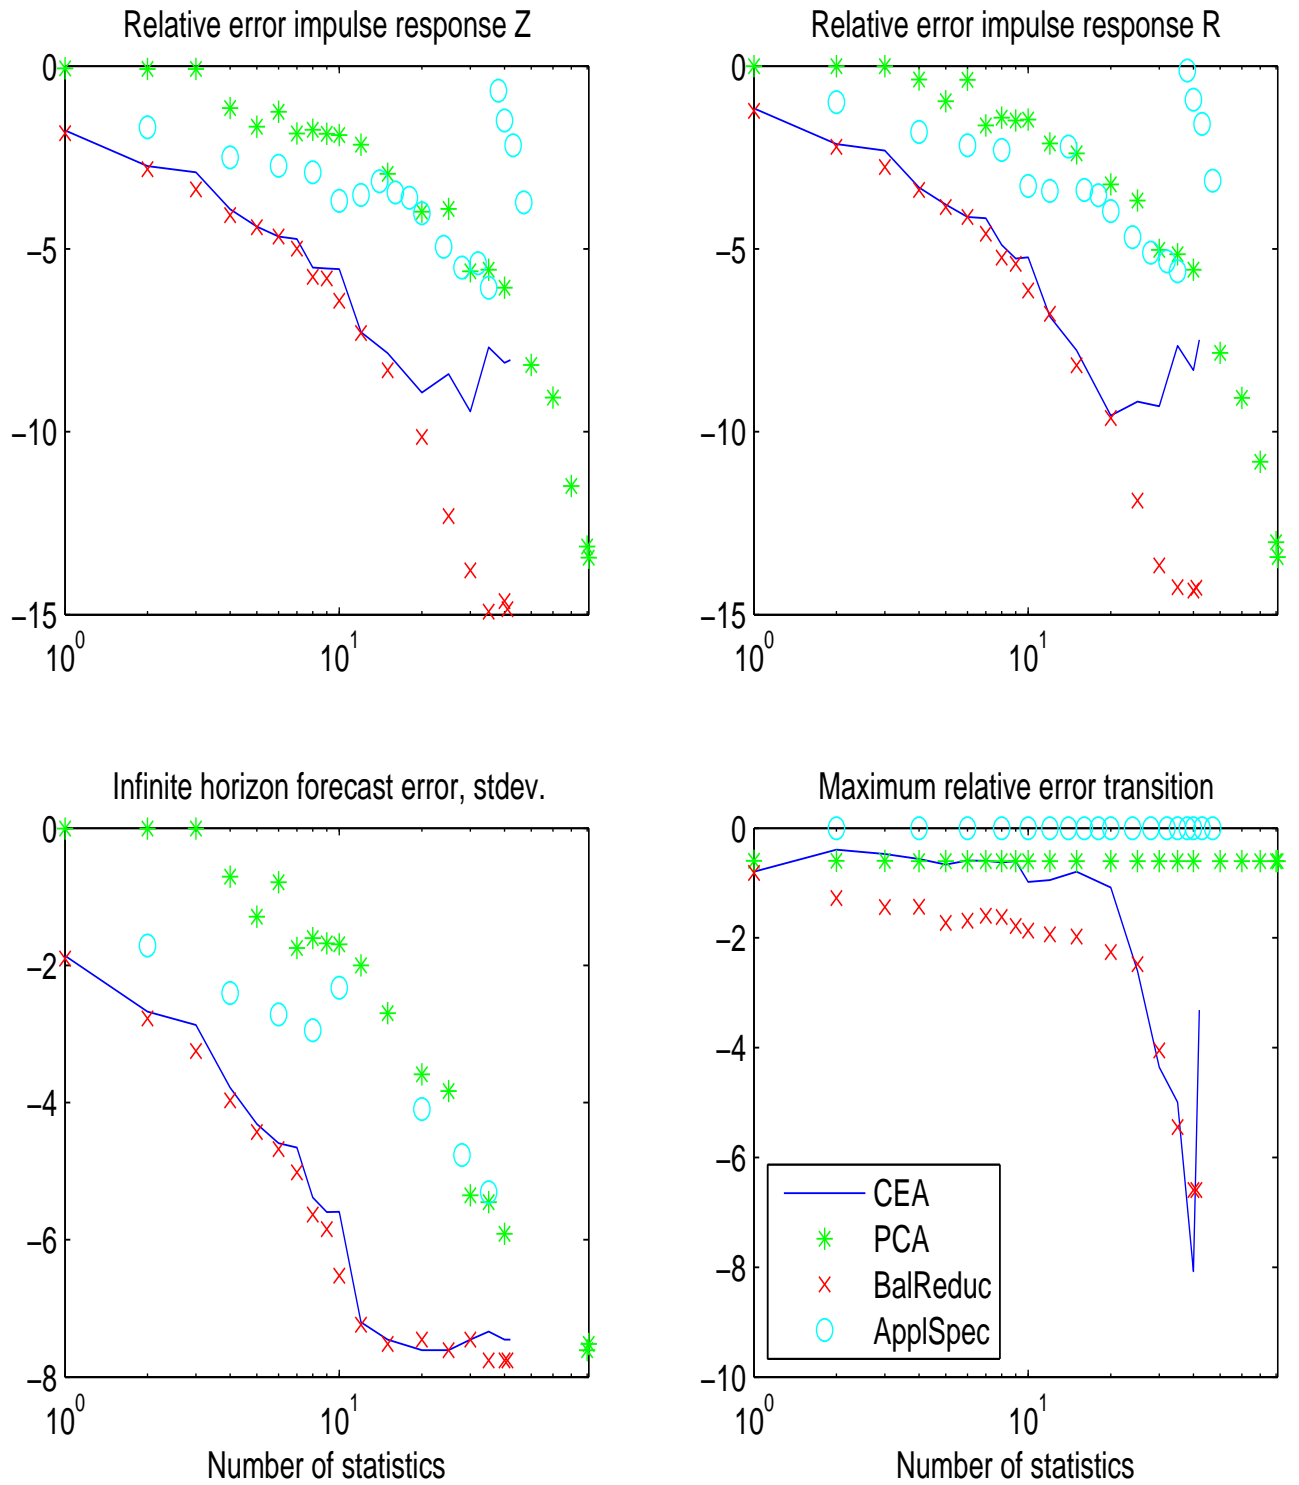 Relative error impulse response Z
0
−5
−10
−15
10^0
10^1
Relative error impulse response R
0
−5
−10
−15
10^0
10^1
Infinite horizon forecast error, stdev.
0
−2
−4
−6
−8
10^0
10^1
Number of statistics
Maximum relative error transition
0
−2
−4
−6
−8
−10
10^0
10^1
Number of statistics
CEA
PCA
BalReduc
ApplSpec